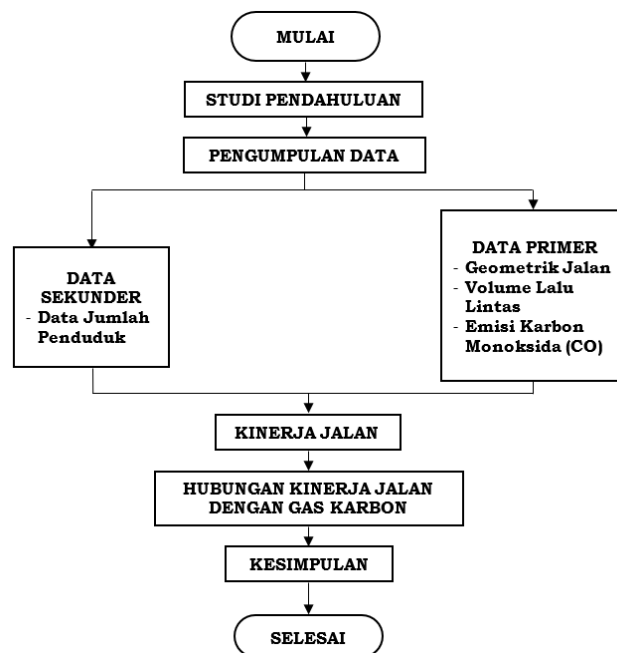 MULAI
STUDI PENDAHULUAN
PENGUMPULAN DATA
DATA
SEKUNDER
- Data Jumlah
Penduduk
DATA PRIMER
- Geometrik Jalan
- Volume Lalu
Lintas
- Emisi Karbon
Monoksida (CO)
KINERJA JALAN
HUBUNGAN KINERJA JALAN
DENGAN GAS KARBON
KESIMPULAN
SELESAI